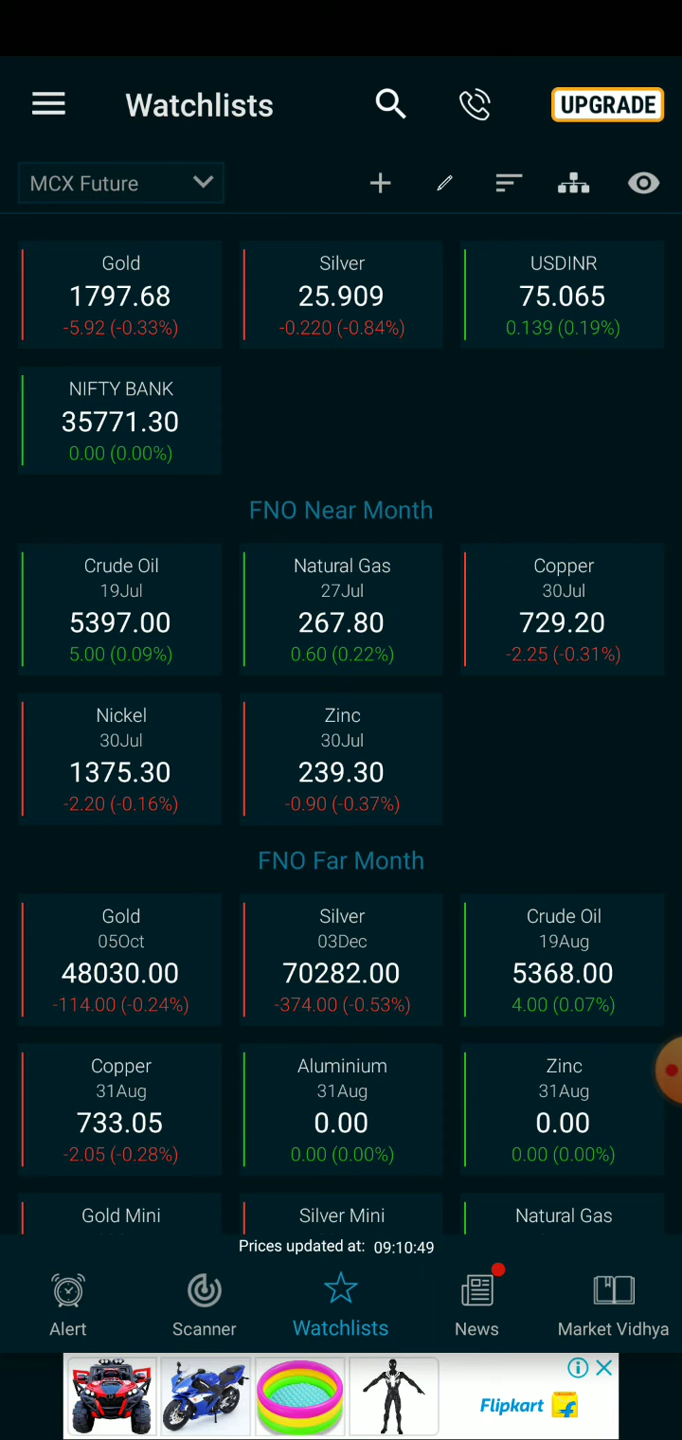 Watchlists
UPGRADE
MCX Future
Gold
1797.68
-5.92 (-0.33%)
Silver
25.909
-0.220 (-0.84%)
USDINR
75.065
0.139 (0.19%)
NIFTY BANK
35771.30
0.00 (0.00%)
FNO Near Month
Crude Oil
19Jul
5397.00
5.00 (0.09%)
Natural Gas
27Jul
267.80
0.60 (0.22%)
Copper
30Jul
729.20
-2.25 (-0.31%)
Nickel
30Jul
1375.30
-2.20 (-0.16%)
Zinc
30Jul
239.30
-0.90 (-0.37%)
FNO Far Month
Gold
05Oct
48030.00
-114.00 (-0.24%)
Silver
03Dec
70282.00
-374.00 (-0.53%)
Crude Oil
19Aug
5368.00
4.00 (0.07%)
Copper
31Aug
733.05
-2.05 (-0.28%)
Aluminium
31Aug
0.00
0.00 (0.00%)
Zinc
31Aug
0.00
0.00 (0.00%)
Gold Mini
Silver Mini
Natural Gas
Prices updated at: 09:10:49
Alert
Scanner
Watchlists
News
Market Vidhya
Flipkart